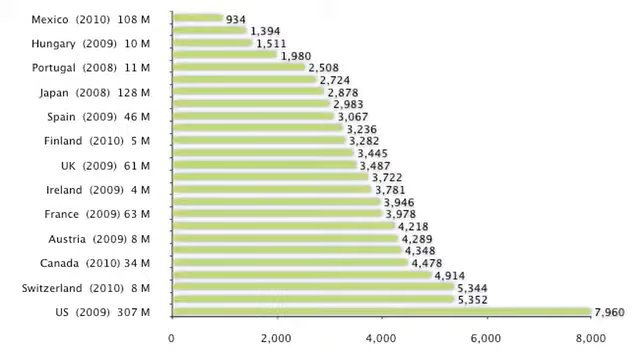 Mexico (2010) 108 M 934
1,394
Hungary (2009) 10 M 1,511
1,980
Portugal (2008) 11 M 2,508
2,724
Japan (2008) 128 M 2,878
2,983
Spain (2009) 46 M 3,067
3,236
Finland (2010) 5 M 3,282
3,445
UK (2009) 61 M 3,487
3,722
Ireland (2009) 4 M 3,781
3,946
France (2009) 63 M 3,978
4,218
Austria (2009) 8 M 4,289
4,348
Canada (2010) 34 M 4,478
4,914
Switzerland (2010) 8 M 5,344
5,352
US (2009) 307 M 7,960
0 2,000 4,000 6,000 8,000